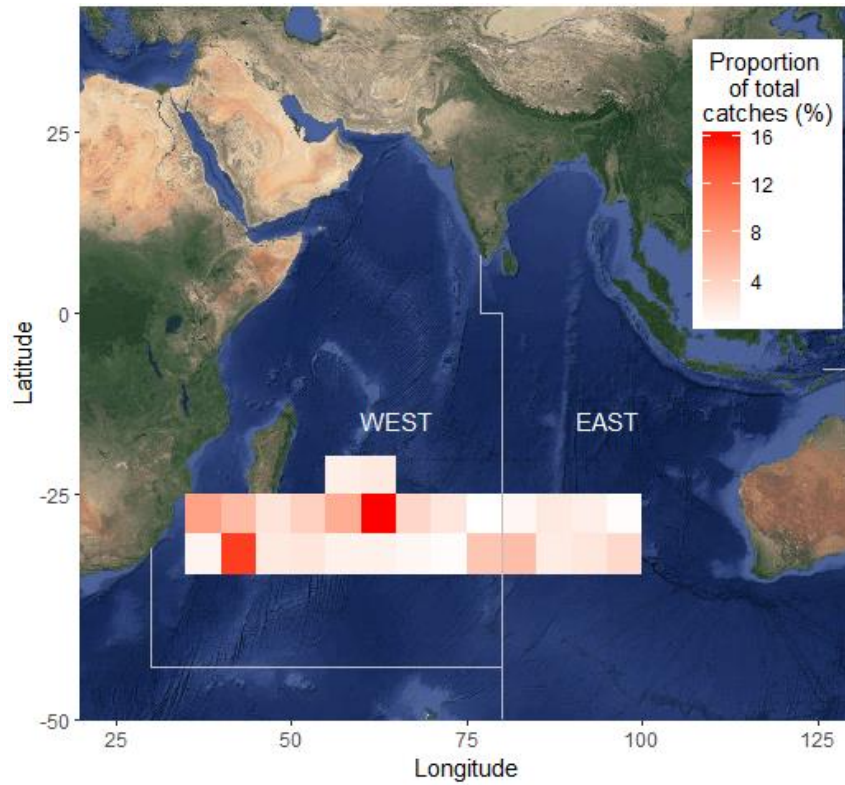 Proportion
of total
catches (%)
16
12
8
4
25
0
-25
-50
Latitude
WEST
EAST
25
50
75
100
125
Longitude